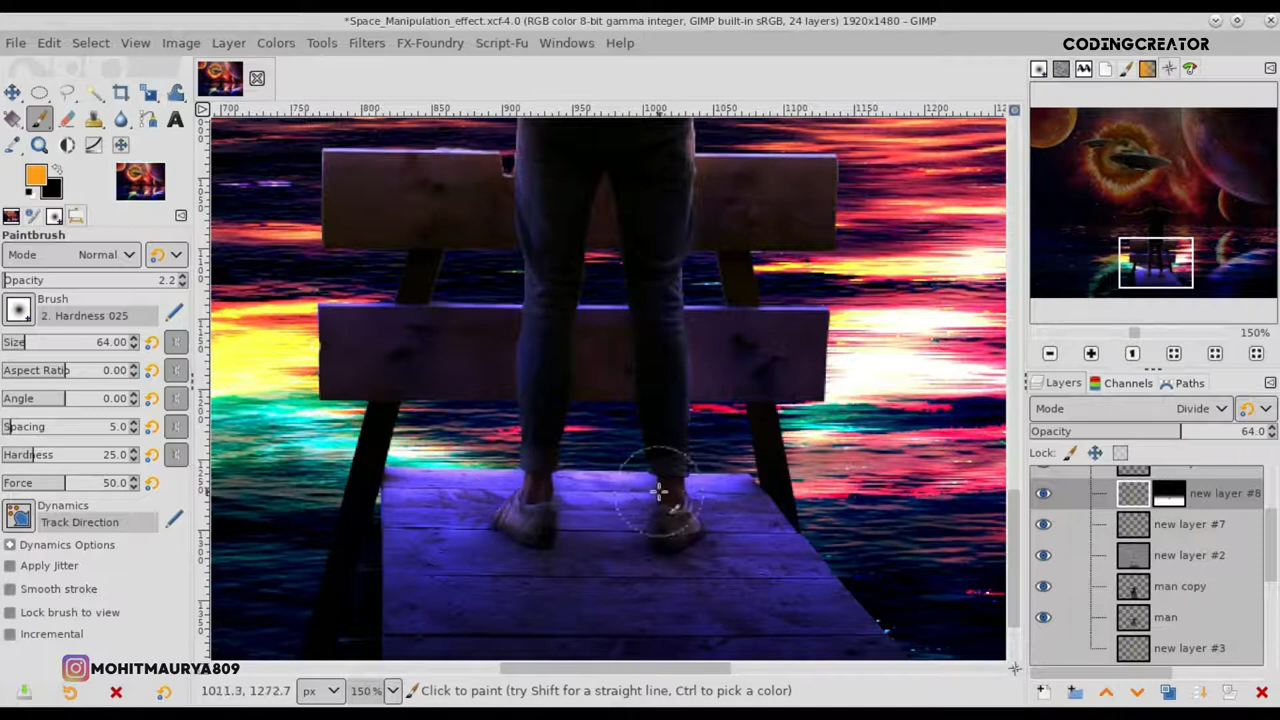 *Space_Manipulation_effect.xcf-4.0 (RGB color 8-bit gamma integer, GIMP built-in sRGB, 24 layers) 1920x1480 – GIMP
File Edit Select View Image Layer Colors Tools Filters FX-Foundry Script-Fu Windows Help
CODINGCREATOR
700 750 800 850 900 950 1000 1050 1100 1150 1200
Paintbrush
Mode Normal
Opacity 2.2
Brush
2. Hardness 025
Size 64.00
Aspect Ratio 0.00
Angle 0.00
Spacing 5.0
Hardness 25.0
Force 50.0
Dynamics
Track Direction
Dynamics Options
Apply Jitter
Smooth stroke
Lock brush to view
Incremental
MOHITMAURYA809
1011.3, 1272.7 px 150% Click to paint (try Shift for a straight line, Ctrl to pick a color)
150%
Layers Channels Paths
Mode Divide
Opacity 64.0
Lock:
new layer #8
new layer #7
new layer #2
man copy
man
new layer #3